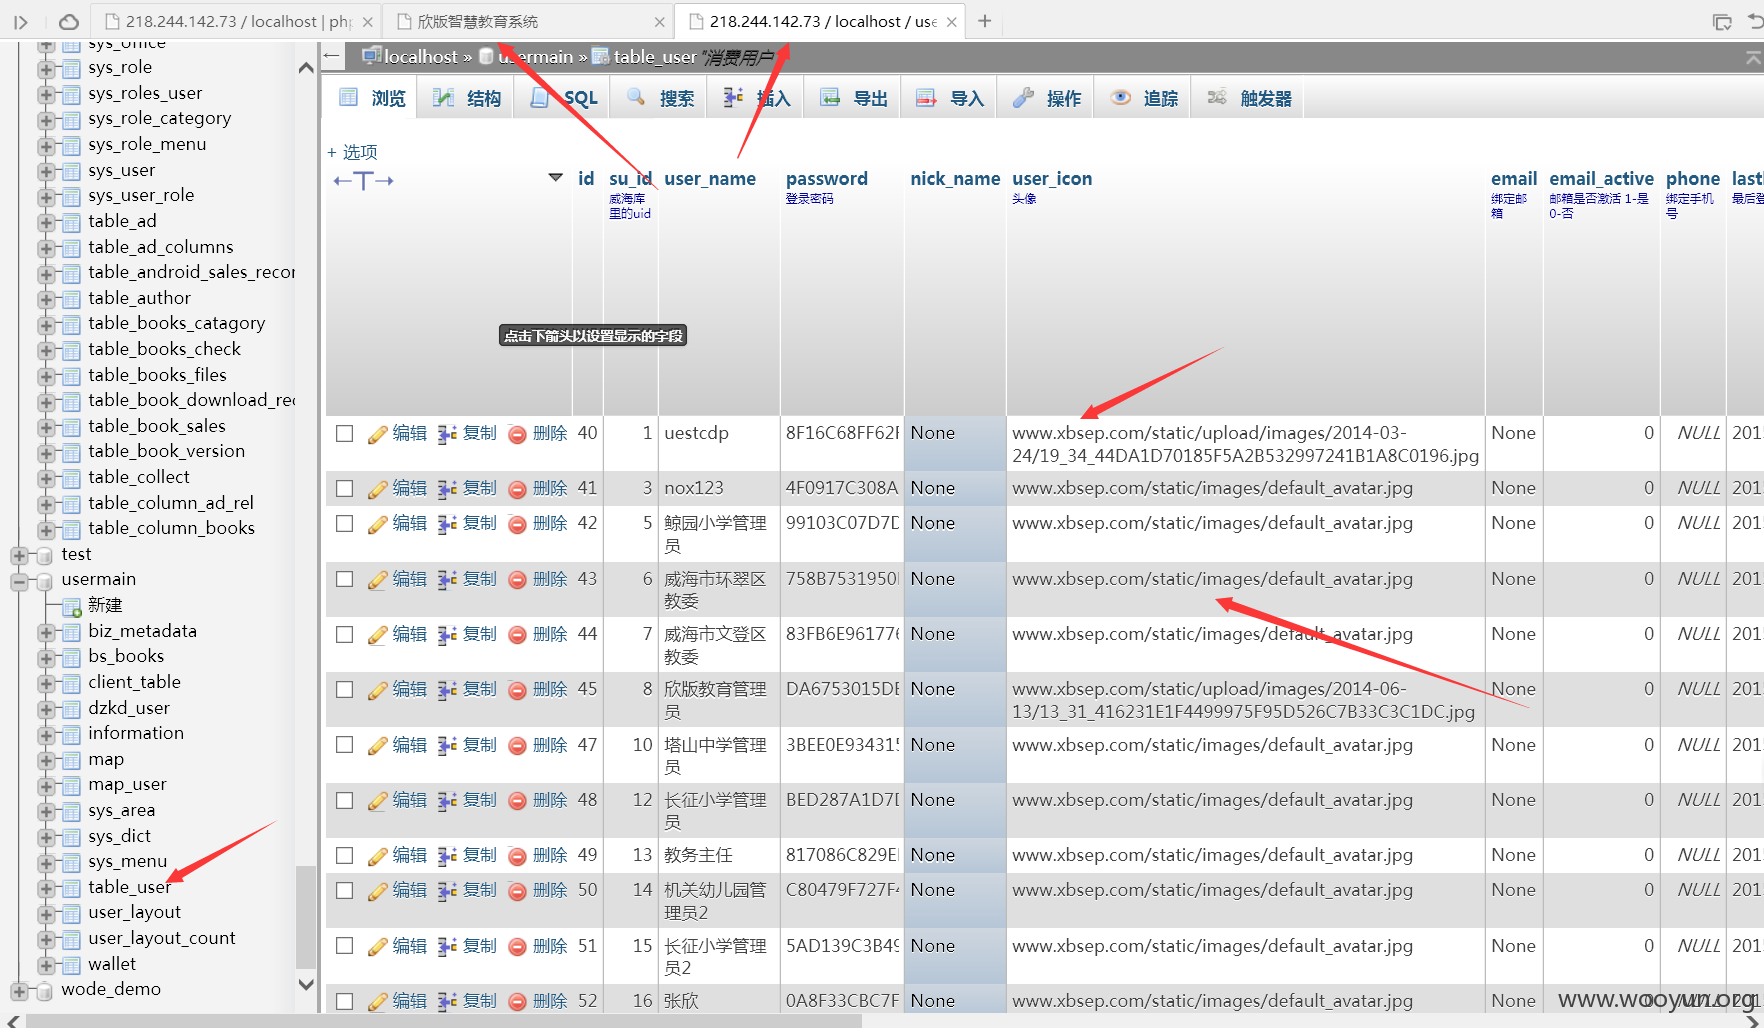 218.244.142.73 / localhost | php
欣版智慧教育系统
218.244.142.73 / localhost / use
localhost » usermain » table_user "消费用户"
浏览 结构 SQL 搜索 插入 导出 导入 操作 追踪 触发器
+ 选项
id su_id user_name password nick_name user_icon email email_active phone last
威海库里的uid 登录密码 头像 绑定邮箱 邮箱是否激活 1-是 0-否 绑定手机号
点击下箭头以设置显示的字段
sys_office
sys_role
sys_roles_user
sys_role_category
sys_role_menu
sys_user
sys_user_role
table_ad
table_ad_columns
table_android_sales_recor
table_author
table_books_catagory
table_books_check
table_books_files
table_book_download_rec
table_book_sales
table_book_version
table_collect
table_column_ad_rel
table_column_books
test
usermain
新建
biz_metadata
bs_books
client_table
dzkd_user
information
map
map_user
sys_area
sys_dict
sys_menu
table_user
user_layout
user_layout_count
wallet
wode_demo
编辑 复制 删除 40 1 uestcdp 8F16C68FF62F None www.xbsep.com/static/upload/images/2014-03-24/19_34_44DA1D70185F5A2B532997241B1A8C0196.jpg None 0 NULL 201
编辑 复制 删除 41 3 nox123 4F0917C308A None www.xbsep.com/static/images/default_avatar.jpg None 0 NULL 201
编辑 复制 删除 42 5 鲸园小学管理员 99103C07D7D None www.xbsep.com/static/images/default_avatar.jpg None 0 NULL 201
编辑 复制 删除 43 6 威海市环翠区教委 758B7531950 None www.xbsep.com/static/images/default_avatar.jpg None 0 NULL 201
编辑 复制 删除 44 7 威海市文登区教委 83FB6E961776 None www.xbsep.com/static/images/default_avatar.jpg None 0 NULL 201
编辑 复制 删除 45 8 欣版教育管理员 DA6753015DE None www.xbsep.com/static/upload/images/2014-06-13/13_31_416231E1F4499975F95D526C7B33C3C1DC.jpg None 0 NULL 201
编辑 复制 删除 47 10 塔山中学管理员 3BEE0E934315 None www.xbsep.com/static/images/default_avatar.jpg None 0 NULL 201
编辑 复制 删除 48 12 长征小学管理员 BED287A1D7D None www.xbsep.com/static/images/default_avatar.jpg None 0 NULL 201
编辑 复制 删除 49 13 教务主任 817086C829E None www.xbsep.com/static/images/default_avatar.jpg None 0 NULL 201
编辑 复制 删除 50 14 机关幼儿园管理员2 C80479F727F4 None www.xbsep.com/static/images/default_avatar.jpg None 0 NULL 201
编辑 复制 删除 51 15 长征小学管理员2 5AD139C3B49 None www.xbsep.com/static/images/default_avatar.jpg None 0 NULL 201
编辑 复制 删除 52 16 张欣 0A8F33CBC7F None www.xbsep.com/static/images/default_avatar.jpg None 0 NULL 201
www.wooyun.org